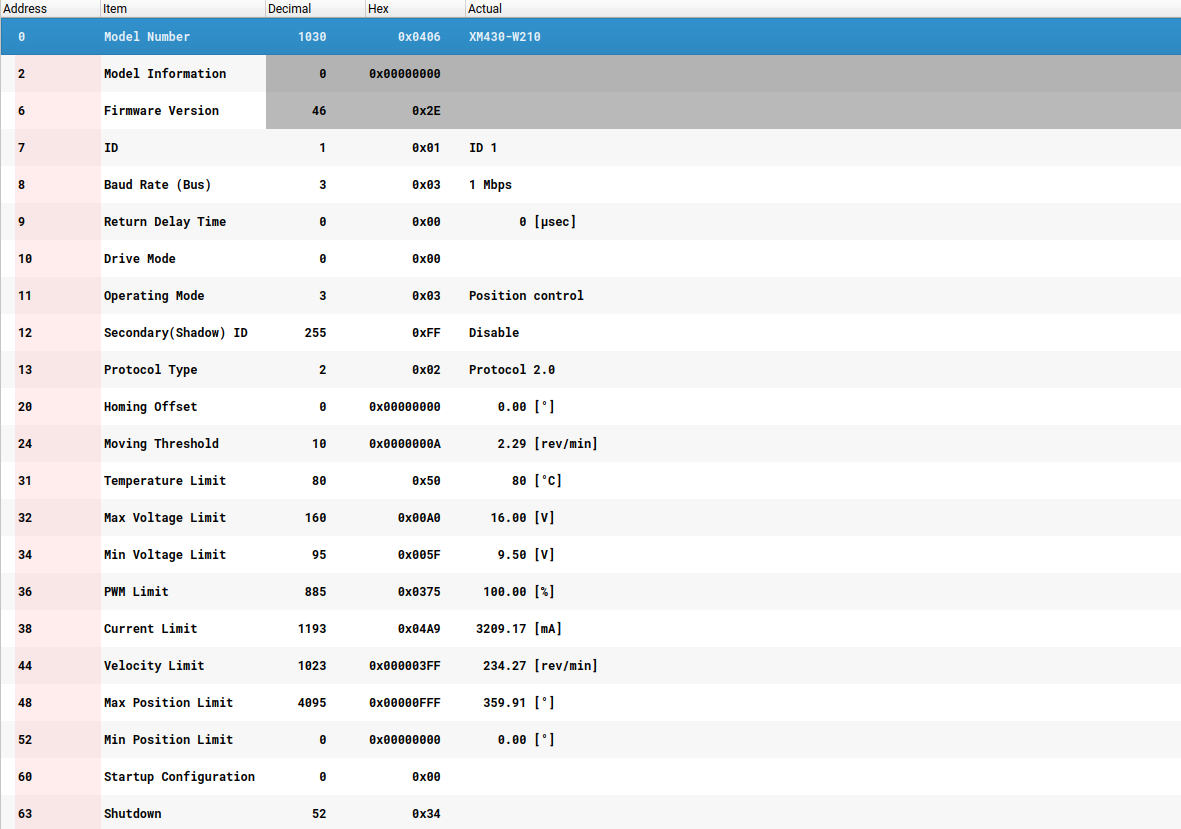 Address Item Decimal Hex Actual
0 Model Number 1030 0x0406 XM430-W210
2 Model Information 0 0x00000000
6 Firmware Version 46 0x2E
7 ID 1 0x01 ID 1
8 Baud Rate (Bus) 3 0x03 1 Mbps
9 Return Delay Time 0 0x00 0 [µsec]
10 Drive Mode 0 0x00
11 Operating Mode 3 0x03 Position control
12 Secondary(Shadow) ID 255 0xFF Disable
13 Protocol Type 2 0x02 Protocol 2.0
20 Homing Offset 0 0x00000000 0.00 [°]
24 Moving Threshold 10 0x0000000A 2.29 [rev/min]
31 Temperature Limit 80 0x50 80 [°C]
32 Max Voltage Limit 160 0x00A0 16.00 [V]
34 Min Voltage Limit 95 0x005F 9.50 [V]
36 PWM Limit 885 0x0375 100.00 [%]
38 Current Limit 1193 0x04A9 3209.17 [mA]
44 Velocity Limit 1023 0x000003FF 234.27 [rev/min]
48 Max Position Limit 4095 0x00000FFF 359.91 [°]
52 Min Position Limit 0 0x00000000 0.00 [°]
60 Startup Configuration 0 0x00
63 Shutdown 52 0x34